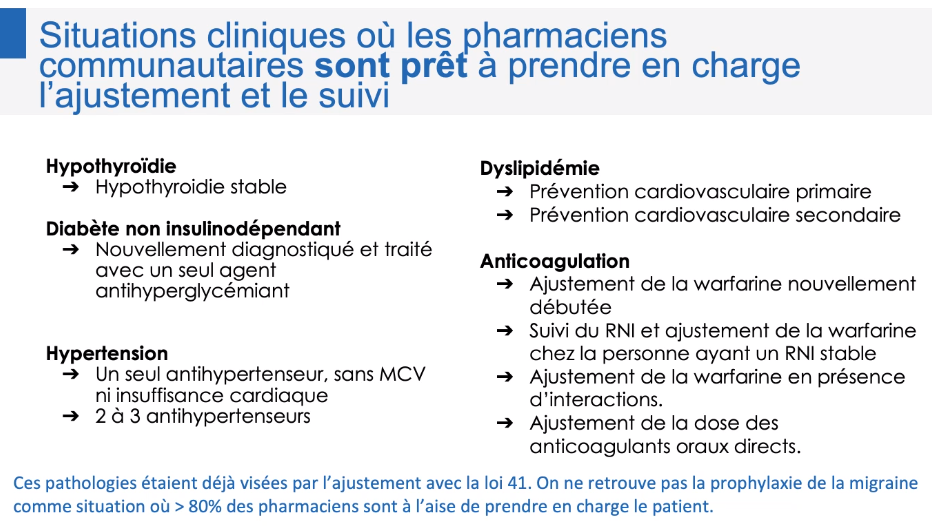 Situations cliniques où les pharmaciens
communautaires sont prêt à prendre en charge
l'ajustement et le suivi
Hypothyroïdie
➔ Hypothyroidie stable
Diabète non insulinodépendant
➔ Nouvellement diagnostiqué et traité
avec un seul agent
antihyperglycémiant
Hypertension
➔ Un seul antihypertenseur, sans MCV
ni insuffisance cardiaque
➔ 2 à 3 antihypertenseurs
Dyslipidémie
➔ Prévention cardiovasculaire primaire
➔ Prévention cardiovasculaire secondaire
Anticoagulation
➔ Ajustement de la warfarine nouvellement
débutée
➔ Suivi du RNI et ajustement de la warfarine
chez la personne ayant un RNI stable
➔ Ajustement de la warfarine en présence
d'interactions.
➔ Ajustement de la dose des
anticoagulants oraux directs.
Ces pathologies étaient déjà visées par l'ajustement avec la loi 41. On ne retrouve pas la prophylaxie de la migraine
comme situation où > 80% des pharmaciens sont à l'aise de prendre en charge le patient.